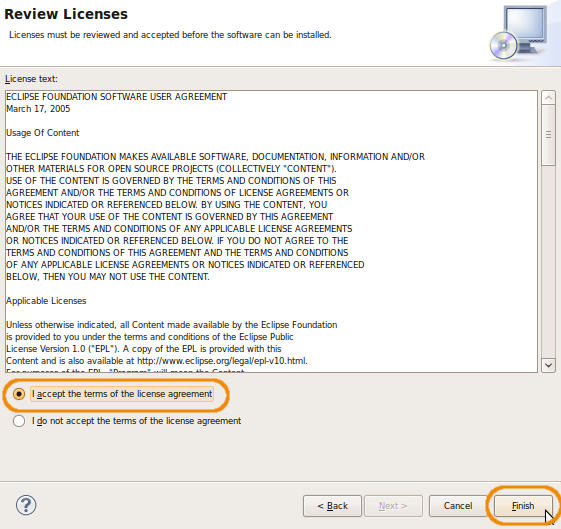 Review Licenses
Licenses must be reviewed and accepted before the software can be installed.
License text:
ECLIPSE FOUNDATION SOFTWARE USER AGREEMENT
March 17, 2005
Usage Of Content
THE ECLIPSE FOUNDATION MAKES AVAILABLE SOFTWARE, DOCUMENTATION, INFORMATION AND/OR
OTHER MATERIALS FOR OPEN SOURCE PROJECTS (COLLECTIVELY "CONTENT").
USE OF THE CONTENT IS GOVERNED BY THE TERMS AND CONDITIONS OF THIS
AGREEMENT AND/OR THE TERMS AND CONDITIONS OF LICENSE AGREEMENTS OR
NOTICES INDICATED OR REFERENCED BELOW. BY USING THE CONTENT, YOU
AGREE THAT YOUR USE OF THE CONTENT IS GOVERNED BY THIS AGREEMENT
AND/OR THE TERMS AND CONDITIONS OF ANY APPLICABLE LICENSE AGREEMENTS
OR NOTICES INDICATED OR REFERENCED BELOW. IF YOU DO NOT AGREE TO THE
TERMS AND CONDITIONS OF THIS AGREEMENT AND THE TERMS AND CONDITIONS
OF ANY APPLICABLE LICENSE AGREEMENTS OR NOTICES INDICATED OR REFERENCED
BELOW, THEN YOU MAY NOT USE THE CONTENT.
Applicable Licenses
Unless otherwise indicated, all Content made available by the Eclipse Foundation
is provided to you under the terms and conditions of the Eclipse Public
License Version 1.0 ("EPL"). A copy of the EPL is provided with this
Content and is also available at http://www.eclipse.org/legal/epl-v10.html.
For purposes of the EPL, "Program" will mean the Content.
I accept the terms of the license agreement
I do not accept the terms of the license agreement
?
< Back
Next >
Cancel
Finish